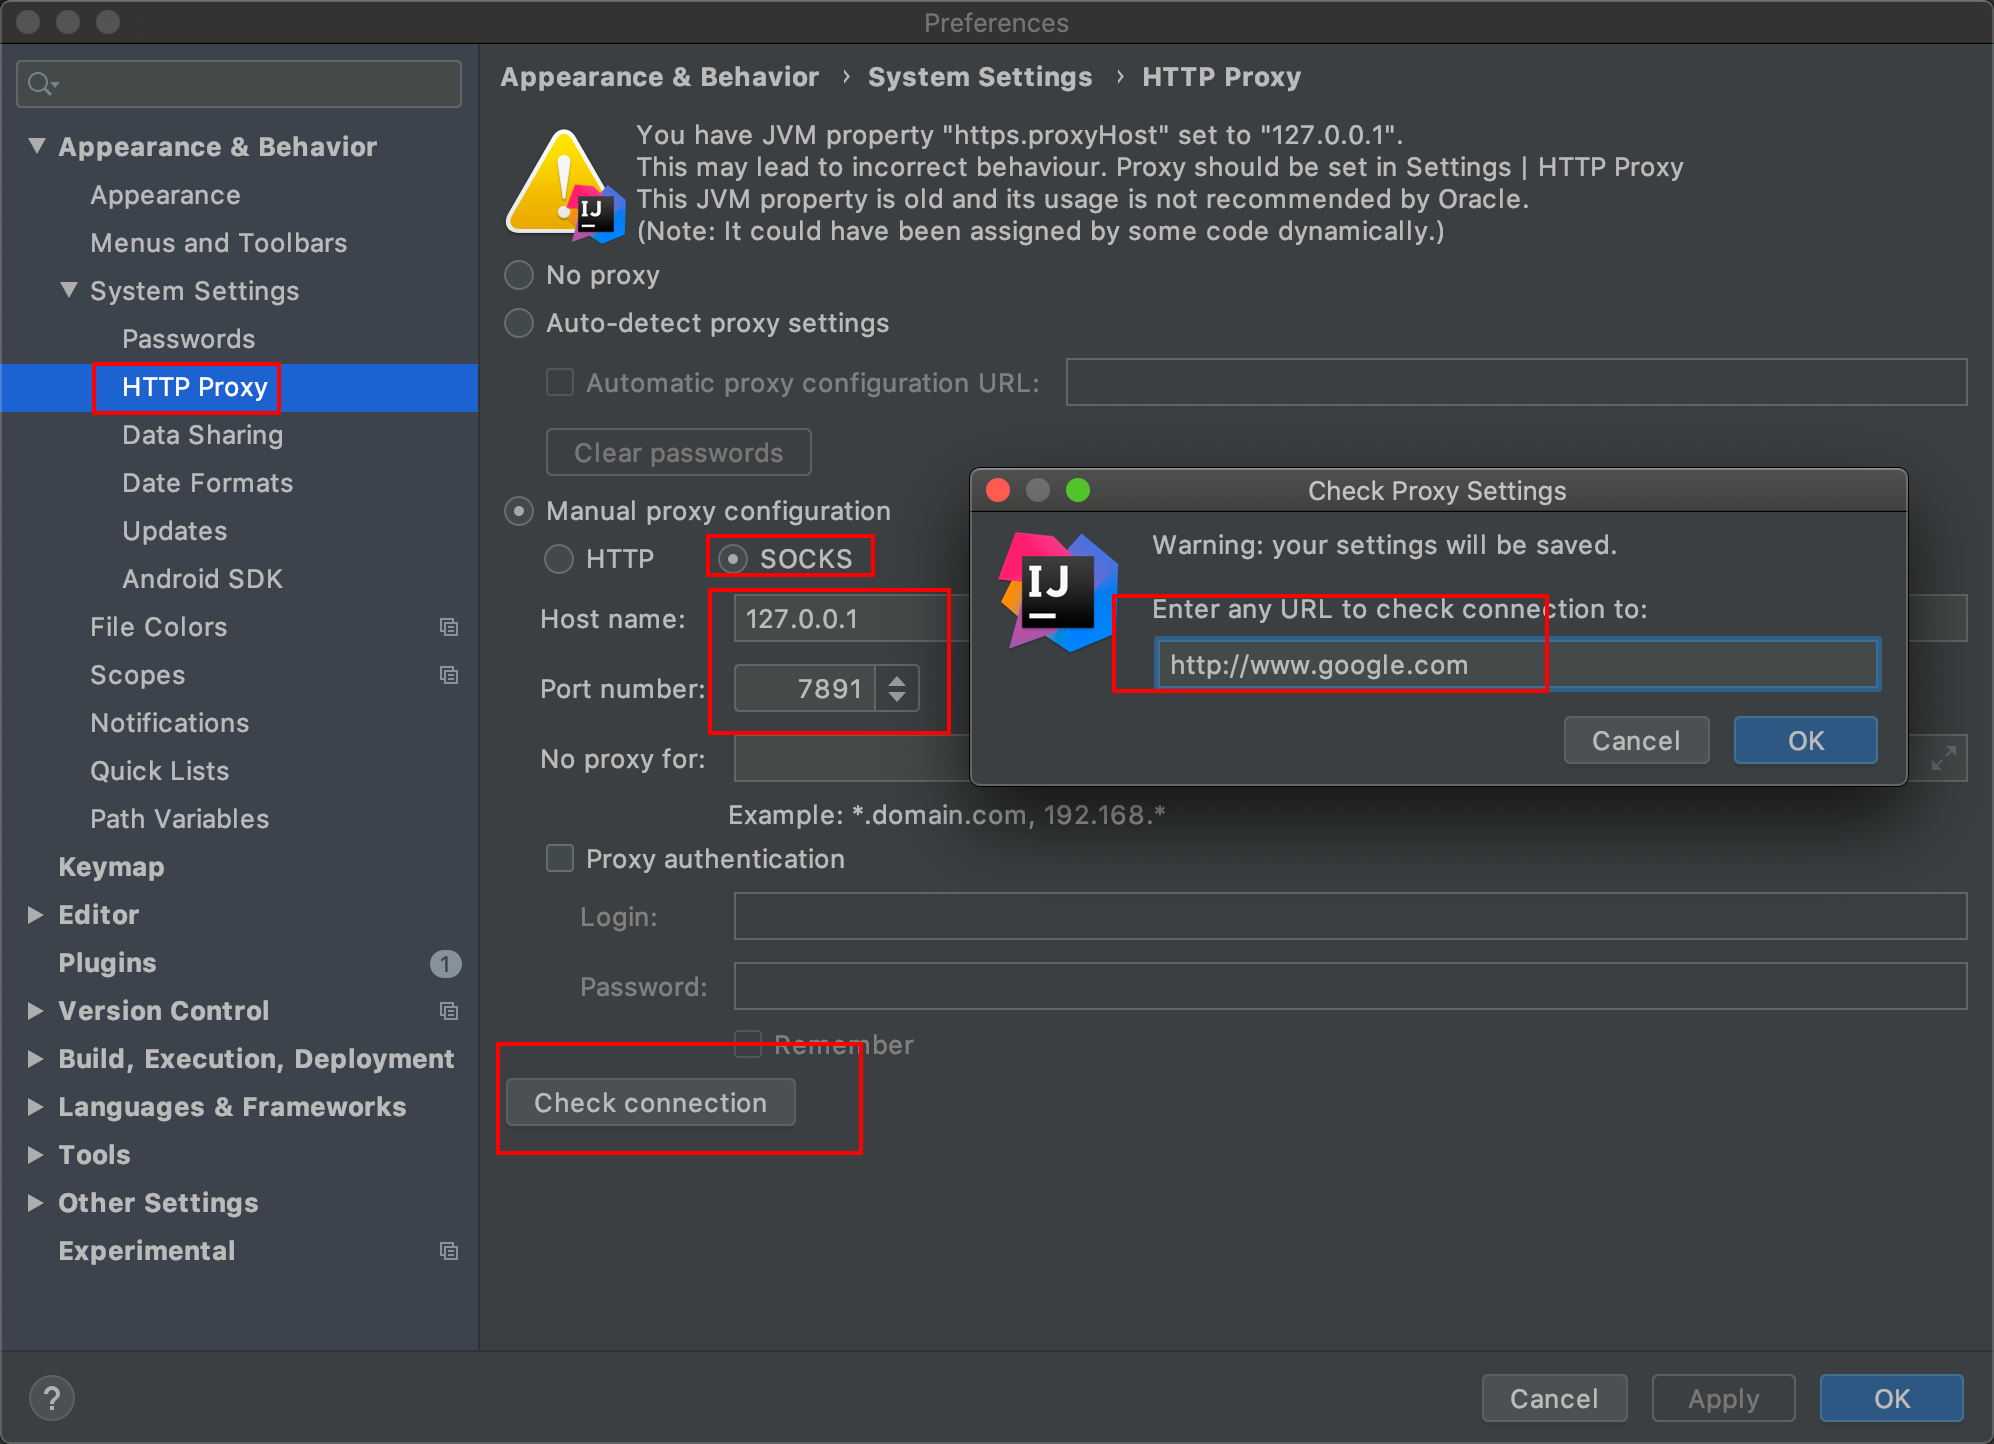 Preferences
Appearance & Behavior
Appearance
Menus and Toolbars
System Settings
Passwords
HTTP Proxy
Data Sharing
Date Formats
Updates
Android SDK
File Colors
Scopes
Notifications
Quick Lists
Path Variables
Keymap
Editor
Plugins 1
Version Control
Build, Execution, Deployment
Languages & Frameworks
Tools
Other Settings
Experimental
Appearance & Behavior › System Settings › HTTP Proxy
You have JVM property "https.proxyHost" set to "127.0.0.1".
This may lead to incorrect behaviour. Proxy should be set in Settings | HTTP Proxy
This JVM property is old and its usage is not recommended by Oracle.
(Note: It could have been assigned by some code dynamically.)
IJ
No proxy
Auto-detect proxy settings
Automatic proxy configuration URL:
Clear passwords
Manual proxy configuration
HTTP SOCKS
Host name: 127.0.0.1
Port number: 7891
No proxy for:
Example: *.domain.com, 192.168.*
Proxy authentication
Login:
Password:
Remember
Check connection
Check Proxy Settings
IJ
Warning: your settings will be saved.
Enter any URL to check connection to:
http://www.google.com
Cancel OK
? Cancel Apply OK